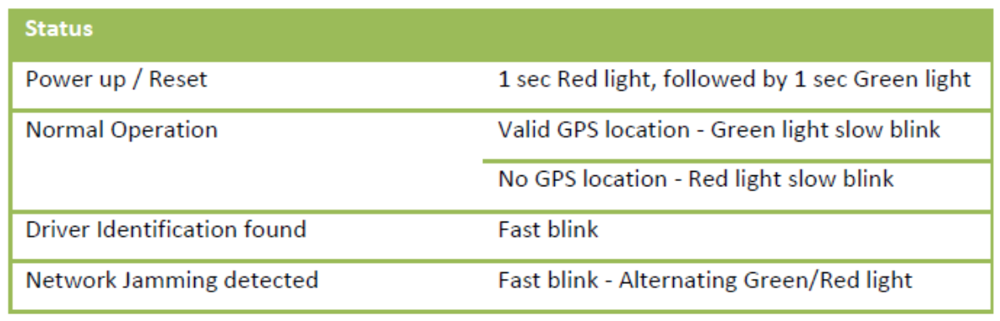 Status
Power up / Reset 1 sec Red light, followed by 1 sec Green light
Normal Operation Valid GPS location - Green light slow blink
No GPS location - Red light slow blink
Driver Identification found Fast blink
Network Jamming detected Fast blink - Alternating Green/Red light